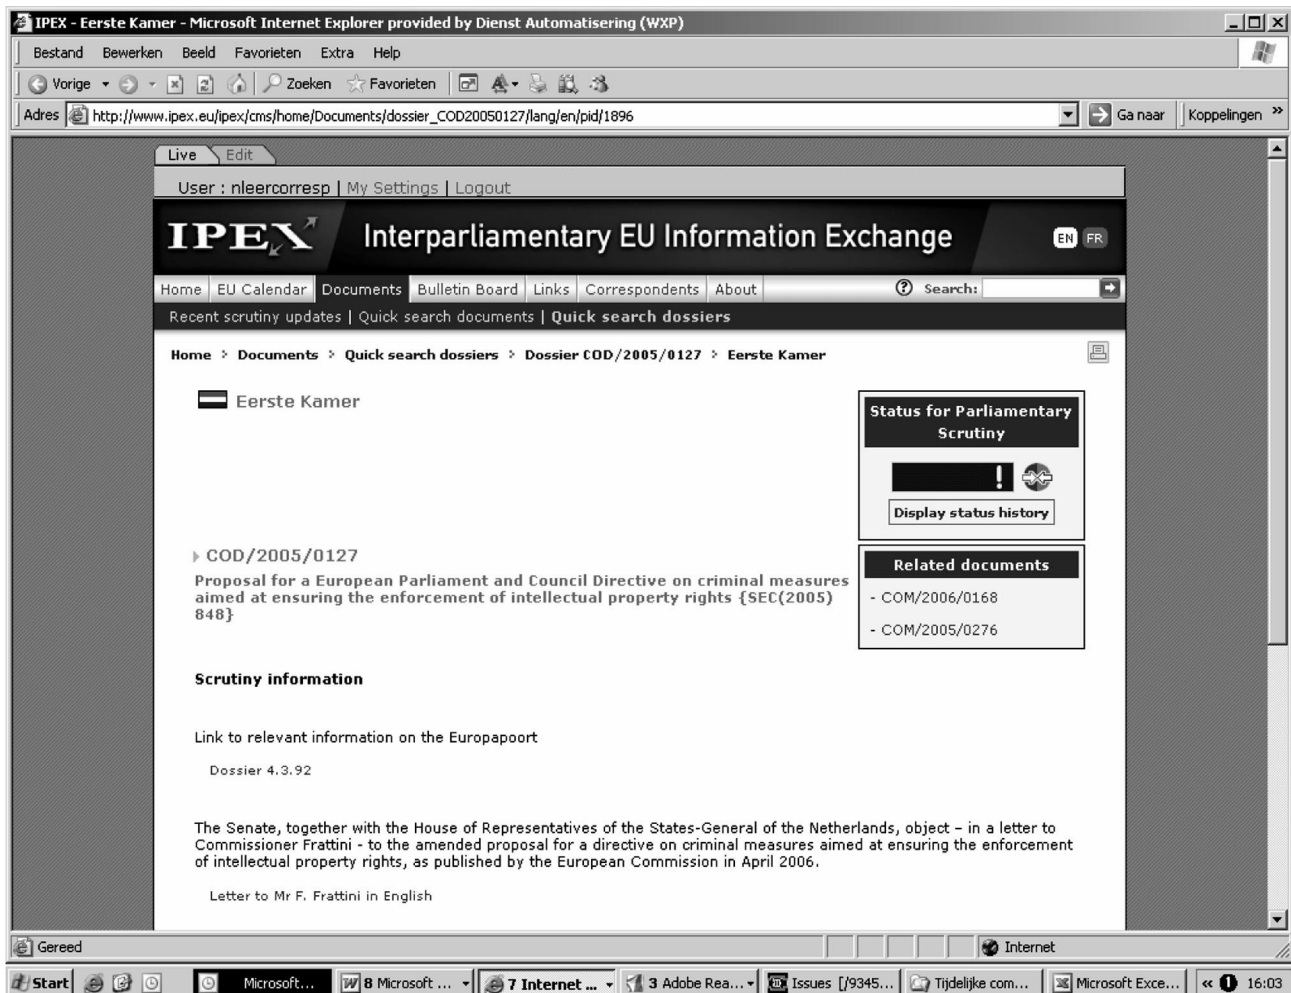 IPEX - Eerste Kamer - Microsoft Internet Explorer provided by Dienst Automatisering (WXP)
Bestand Bewerken Beeld Favorieten Extra Help
Vorige Zoeken Favorieten
Adres http://www.ipex.eu/ipex/cms/home/Documents/dossier_COD20050127/lang/en/pid/1896 Ga naar Koppelingen »
Live Edit
User : nleercorresp | My Settings | Logout
IPEX Interparliamentary EU Information Exchange EN FR
Home EU Calendar Documents Bulletin Board Links Correspondents About ? Search:
Recent scrutiny updates | Quick search documents | Quick search dossiers
Home > Documents > Quick search dossiers > Dossier COD/2005/0127 > Eerste Kamer
Eerste Kamer
Status for Parliamentary
Scrutiny
!
Display status history
COD/2005/0127
Proposal for a European Parliament and Council Directive on criminal measures
aimed at ensuring the enforcement of intellectual property rights {SEC(2005)
848}
Related documents
- COM/2006/0168
- COM/2005/0276
Scrutiny information
Link to relevant information on the Europapoort
Dossier 4.3.92
The Senate, together with the House of Representatives of the States-General of the Netherlands, object – in a letter to
Commissioner Frattini - to the amended proposal for a directive on criminal measures aimed at ensuring the enforcement
of intellectual property rights, as published by the European Commission in April 2006.
Letter to Mr F. Frattini in English
Gereed Internet
Start Microsoft... 8 Microsoft ... 7 Internet ... 3 Adobe Rea... Issues [/9345... Tijdelijke com... Microsoft Exce... « 16:03